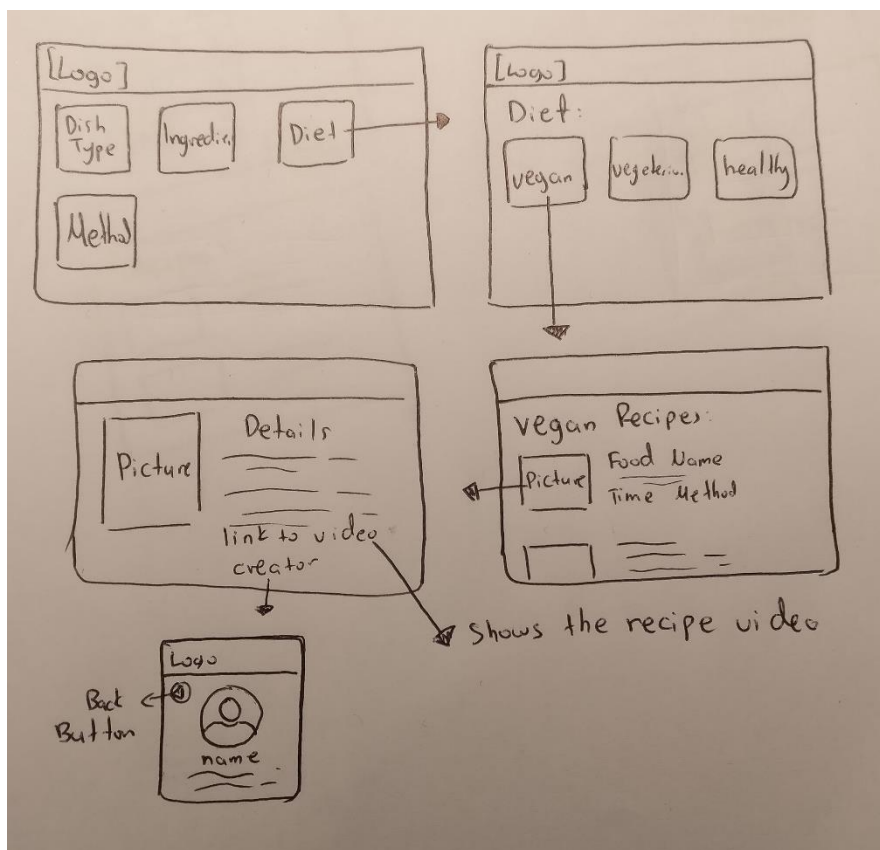 [Logo]
Dish
Type
Ingredie.
Diet
Method
[Logo]
Diet:
vegan
healthy
vegan Recipes:
Picture
Food Name
Time Method
Picture
Details
link to video
creator
Shows the recipe video
Logo
Back
Button
name